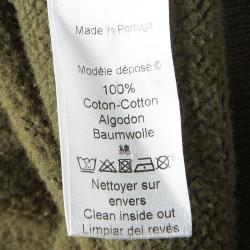 Made in Portugal
Modèle déposé ©
100%
Coton-Cotton
Algodon
Baumwolle
綿
Nettoyer sur
envers
Clean inside out
Limpiar del revés